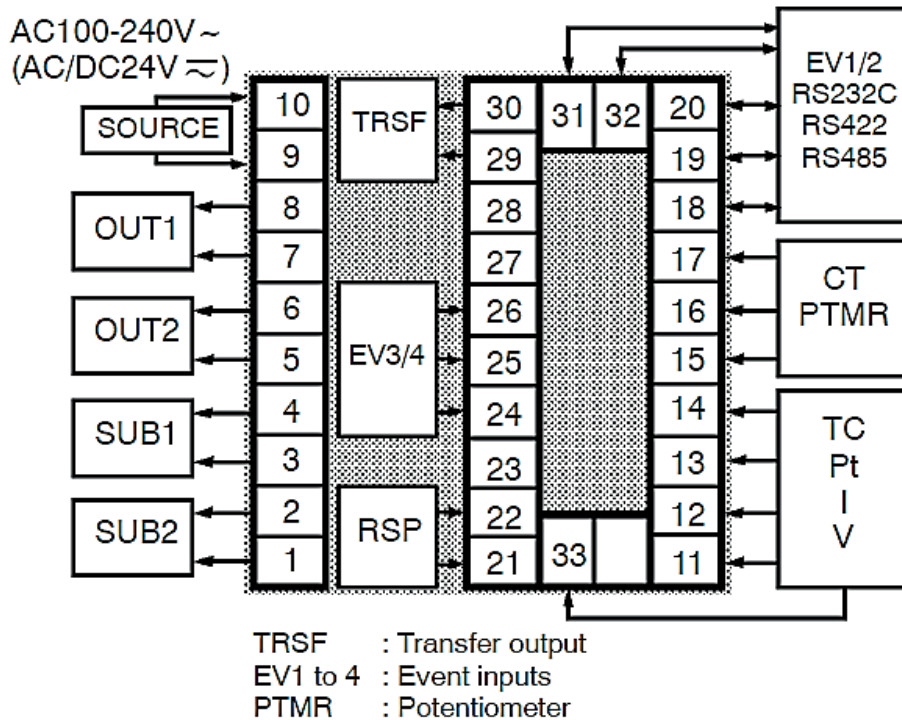 AC100-240V ~
(AC/DC24V ⎓~)
SOURCE
OUT1
OUT2
SUB1
SUB2
10
9
8
7
6
5
4
3
2
1
TRSF
EV3/4
RSP
30
29
28
27
26
25
24
23
22
21
31 32
33
20
19
18
17
16
15
14
13
12
11
EV1/2
RS232C
RS422
RS485
CT
PTMR
TC
Pt
I
V
TRSF : Transfer output
EV1 to 4 : Event inputs
PTMR : Potentiometer